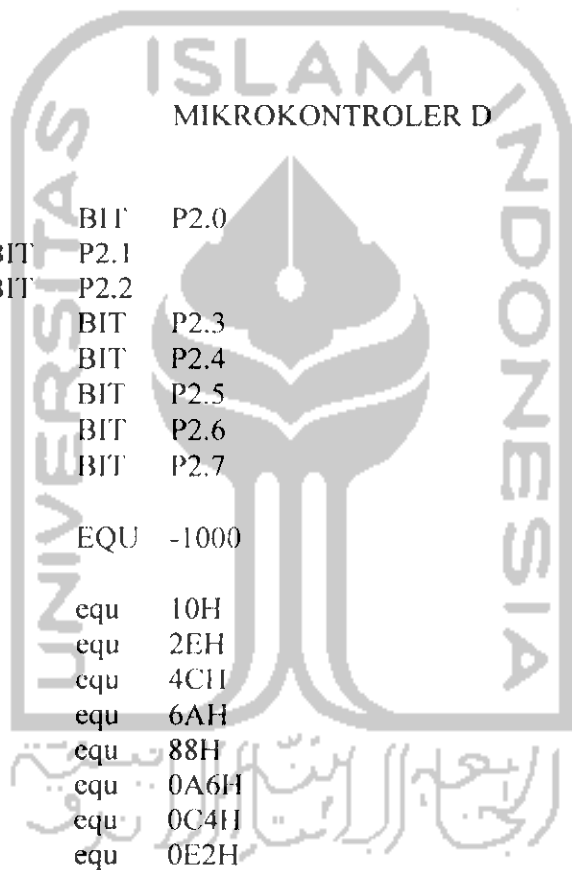 ISLAM
UNIVERSITAS
INDONESIA
MIKROKONTROLER D
BIT P2.0
BIT P2.1
BIT P2.2
BIT P2.3
BIT P2.4
BIT P2.5
BIT P2.6
BIT P2.7
EQU -1000
equ 10H
equ 2EH
equ 4CH
equ 6AH
equ 88H
equ 0A6H
equ 0C4H
equ 0E2H